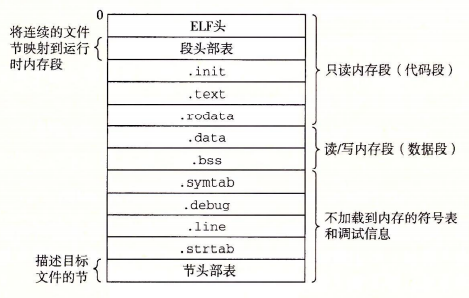 0
ELF头
将连续的文件
节映射到运行
时内存段
段头部表
.init
.text
.rodata
只读内存段（代码段）
.data
.bss
读/写内存段（数据段）
.symtab
.debug
.line
.strtab
不加载到内存的符号表
和调试信息
描述目标
文件的节
节头部表